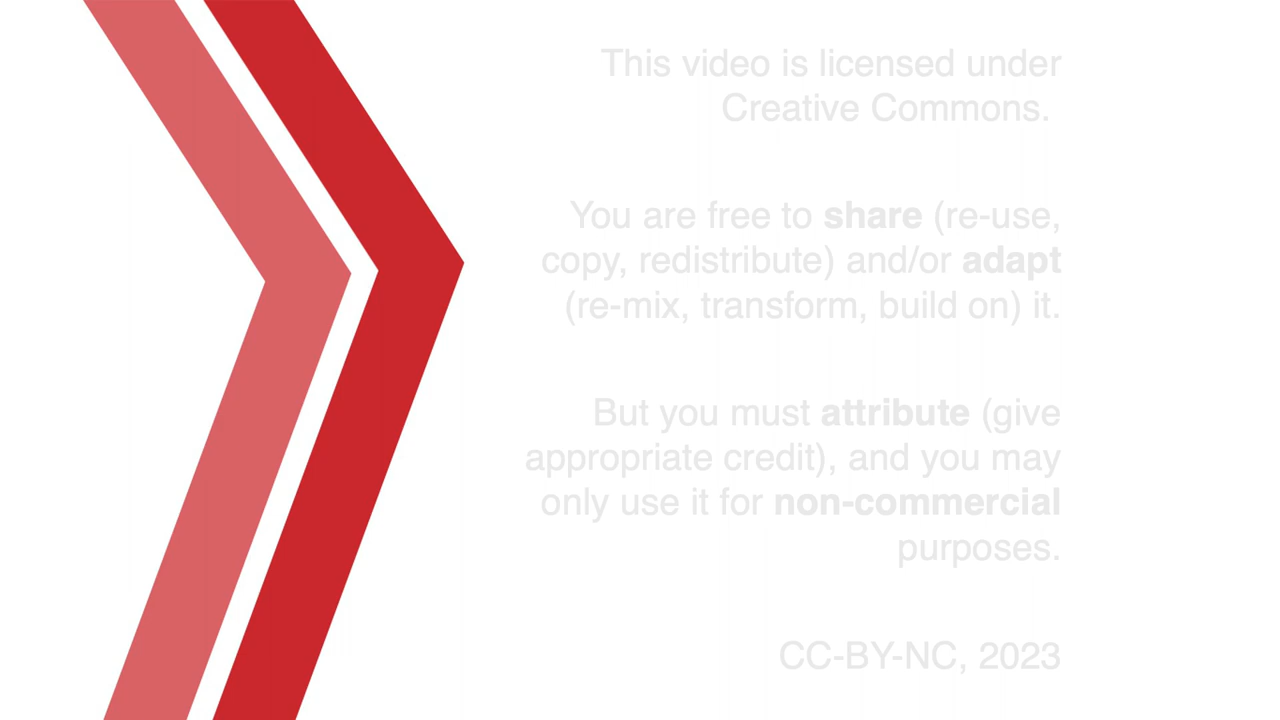 This video is licensed under
Creative Commons.
You are free to share (re-use,
copy, redistribute) and/or adapt
(re-mix, transform, build on) it.
But you must attribute (give
appropriate credit), and you may
only use it for non-commercial
purposes.
CC-BY-NC, 2023